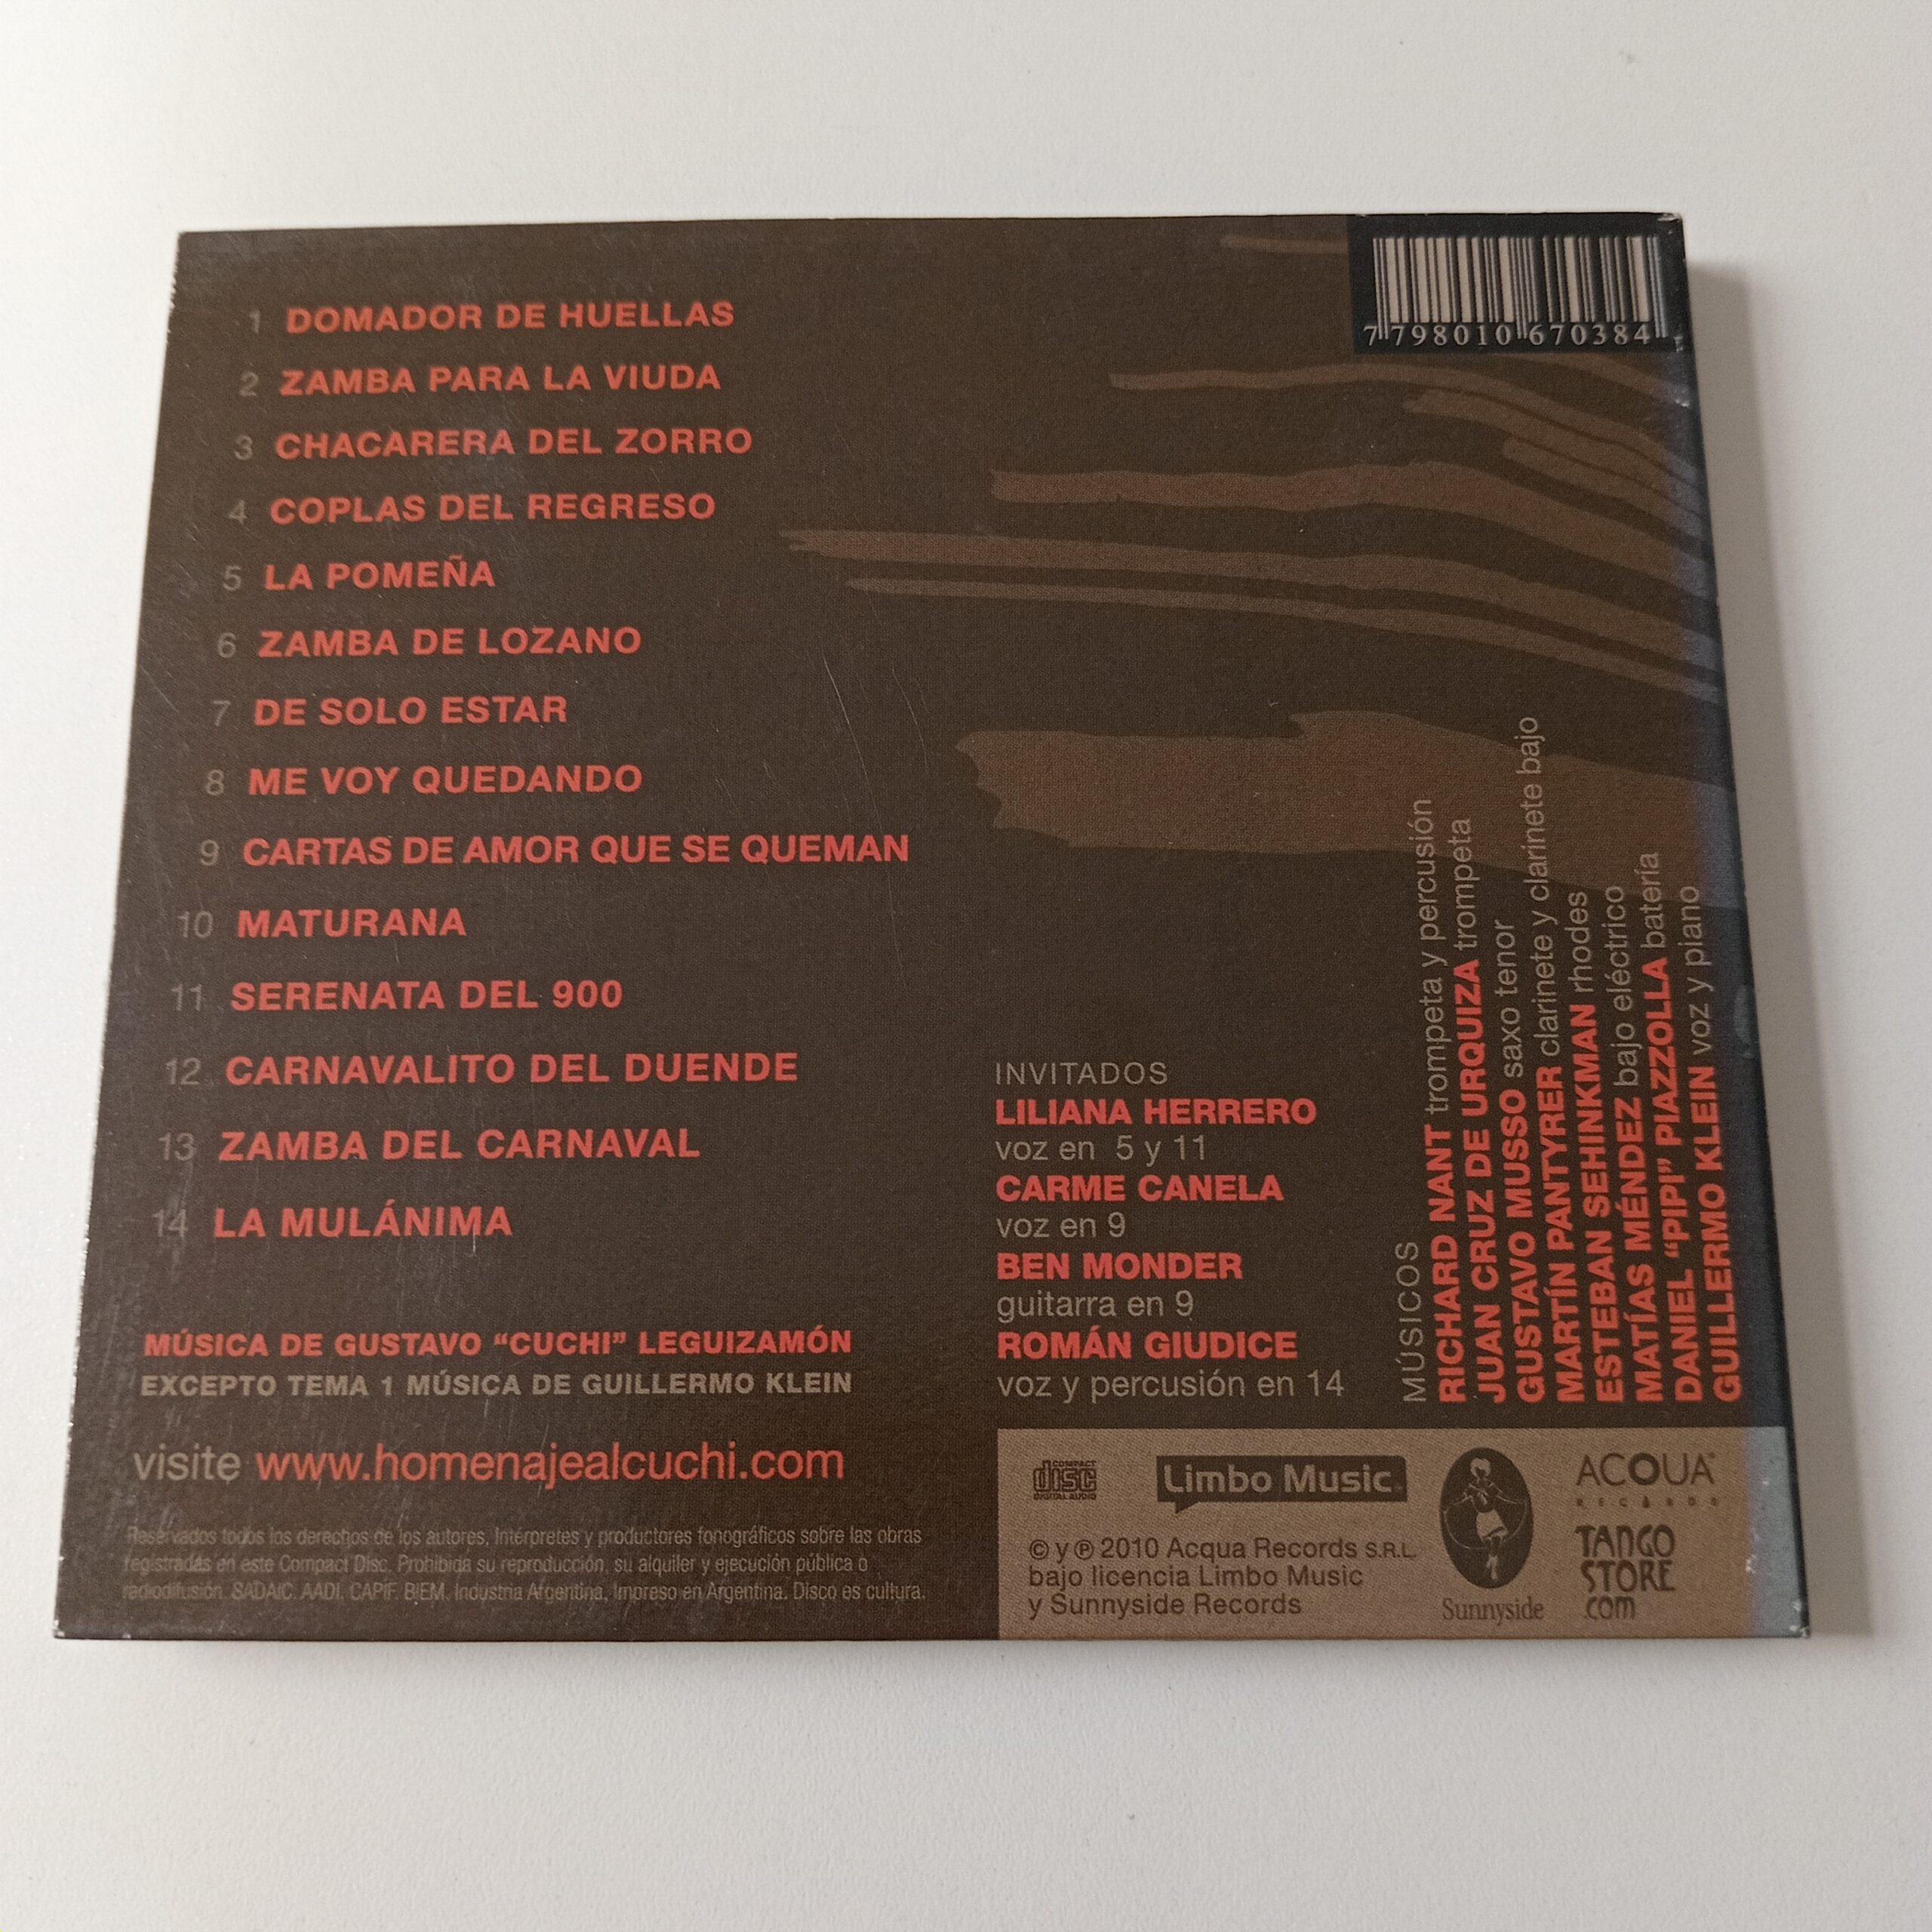 7 798010 670384
1 DOMADOR DE HUELLAS
2 ZAMBA PARA LA VIUDA
3 CHACARERA DEL ZORRO
4 COPLAS DEL REGRESO
5 LA POMEÑA
6 ZAMBA DE LOZANO
7 DE SOLO ESTAR
8 ME VOY QUEDANDO
9 CARTAS DE AMOR QUE SE QUEMAN
10 MATURANA
11 SERENATA DEL 900
12 CARNAVALITO DEL DUENDE
13 ZAMBA DEL CARNAVAL
14 LA MULÁNIMA
MÚSICA DE GUSTAVO “CUCHI” LEGUIZAMÓN
EXCEPTO TEMA 1 MÚSICA DE GUILLERMO KLEIN
visite www.homenajealcuchi.com
Reservados todos los derechos de los autores, Intérpretes y productores fonográficos sobre las obras
registradas en este Compact Disc. Prohibida su reproducción, su alquiler y ejecución pública o
radiodifusión. SADAIC. AADI. CAPIF. BIEM. Industria Argentina, Impreso en Argentina. Disco es cultura.
INVITADOS
LILIANA HERRERO
voz en 5 y 11
CARME CANELA
voz en 9
BEN MONDER
guitarra en 9
ROMÁN GIUDICE
voz y percusión en 14
MÚSICOS
RICHARD NANT trompeta y percusión
JUAN CRUZ DE URQUIZA trompeta
GUSTAVO MUSSO saxo tenor
MARTÍN PANTYRER clarinete y clarinete bajo
ESTEBAN SEHINKMAN rhodes
MATÍAS MÉNDEZ bajo eléctrico
DANIEL “PIPI” PIAZZOLLA batería
GUILLERMO KLEIN voz y piano
COMPACT
disc
DIGITAL AUDIO
Limbo Music
© y ℗ 2010 Acqua Records S.R.L.
bajo licencia Limbo Music
y Sunnyside Records
Sunnyside
ACQUA
RECORDS
TANGO
STORE
.com